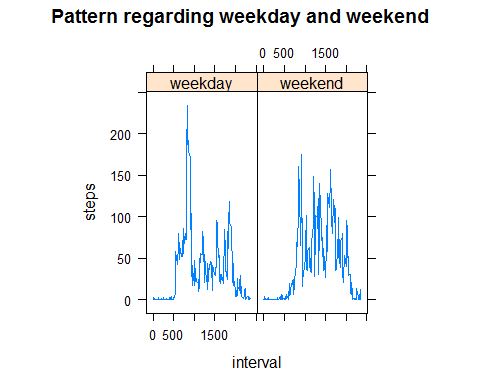 Pattern regarding weekday and weekend
0 500 1500
weekday weekend
200
150
100
50
0
steps
0 500 1500
interval